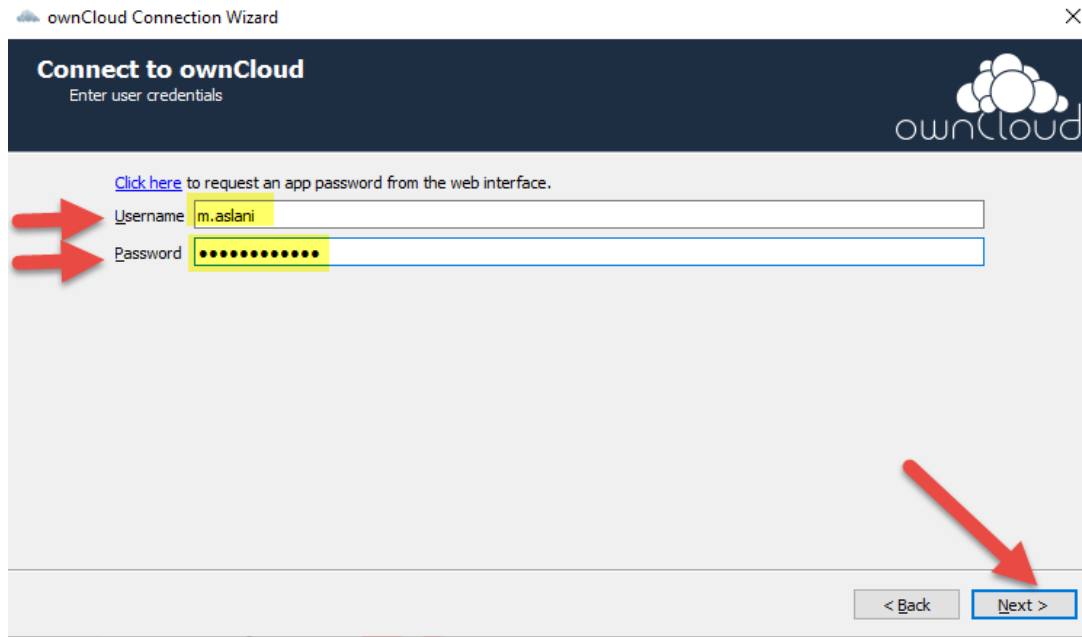 ownCloud Connection Wizard
Connect to ownCloud
Enter user credentials
ownCloud
Click here to request an app password from the web interface.
Username m.aslani
Password ●●●●●●●●●●●●
< Back Next >